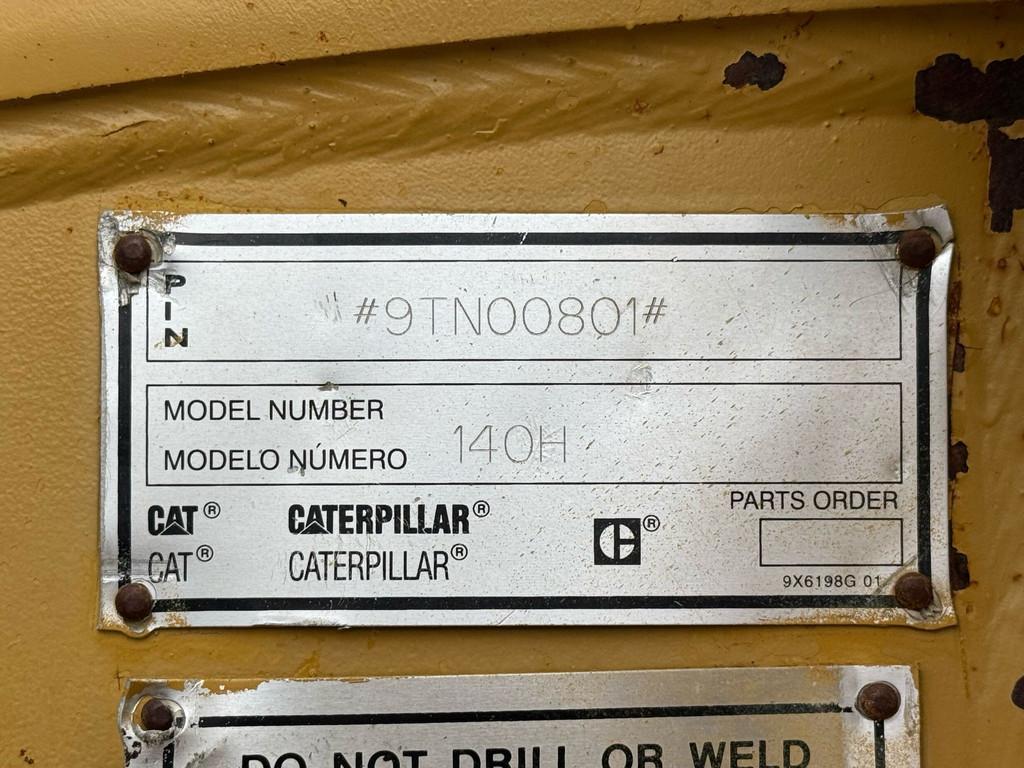 PIN
#9TN00801#
MODEL NUMBER
MODELO NÚMERO
140H
CAT® CATERPILLAR® ®
CAT® CATERPILLAR®
PARTS ORDER
9X6198G 01
DO NOT DRILL OR WELD